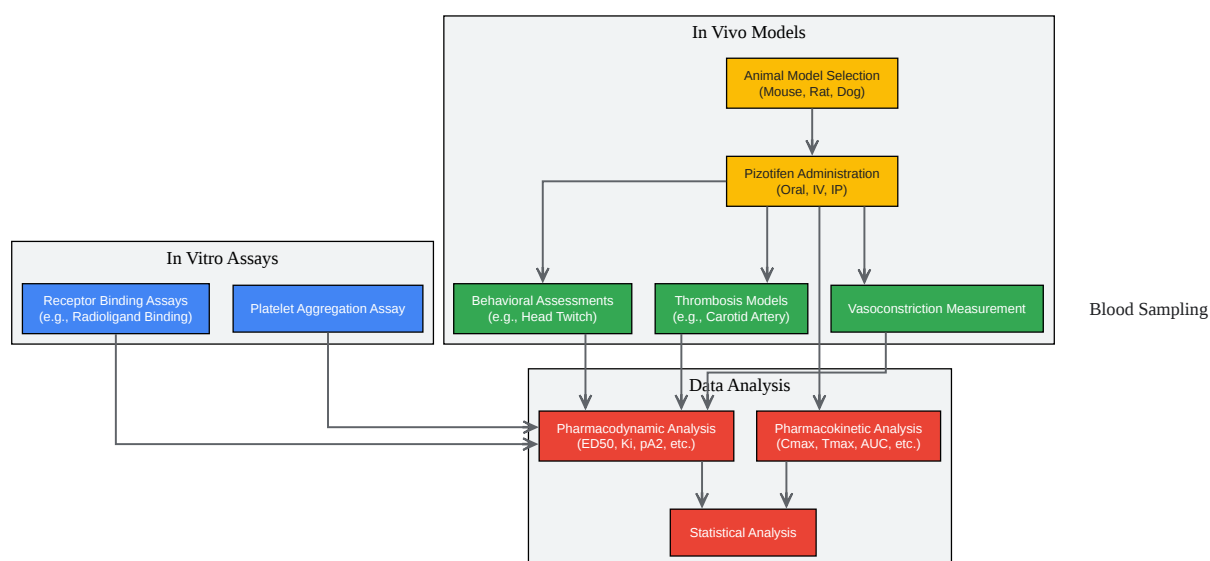 In Vivo Models
Animal Model Selection
(Mouse, Rat, Dog)
Pizotifen Administration
(Oral, IV, IP)
In Vitro Assays
Receptor Binding Assays
(e.g., Radioligand Binding)
Platelet Aggregation Assay
Behavioral Assessments
(e.g., Head Twitch)
Thrombosis Models
(e.g., Carotid Artery)
Vasoconstriction Measurement
Blood Sampling
Data Analysis
Pharmacodynamic Analysis
(ED50, Ki, pA2, etc.)
Pharmacokinetic Analysis
(Cmax, Tmax, AUC, etc.)
Statistical Analysis